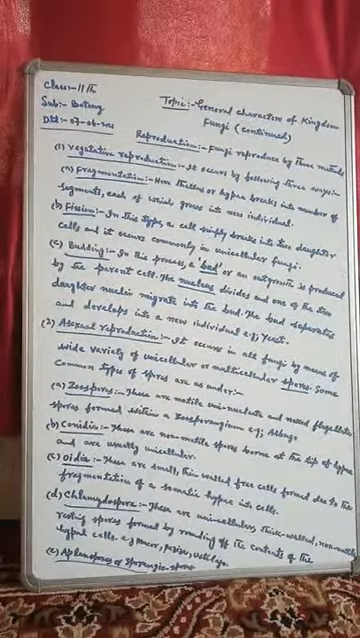 Class:- 11th
Sub:- Botany
Dtd:- 07-06-2021
Topic:- General characters of Kingdom
Fungi (continued)
Reproduction:- Fungi reproduce by three methods
(1) Vegetative reproduction:- It occurs by following three ways:-
(a) Fragmentation:- Here thallus or hypha breaks into number of
segments, each of which grows into new individual.
(b) Fission:- In this type, a cell simply breaks into two daughter
cells and it occurs commonly in unicellular fungi.
(c) Budding:- In this process, a 'bud' or an outgrowth is produced
by the parent cell. The nucleus divides and one of the two
daughter nuclei migrate into the bud. The bud separates
and develops into a new individual e.g; Yeast.
(2) Asexual reproduction:- It occurs in all fungi by means of
wide variety of unicellular or multicellular spores. Some
common types of spores are as under:-
(a) Zoospores:- These are motile uni-nucleate and naked flagellated
spores formed within a Zoosporangium e.g; Albugo
(b) Conidia:- These are non-motile spores borne at the tip of hyphae
and are usually unicellular.
(c) Oidia:- These are small, thin walled free cells formed due to the
fragmentation of a somatic hyphae into cells.
(d) Chlamydospore:- These are unicellular, thick-walled, non-motile
resting spores formed by rounding off the contents of the
hyphal cells. e.g Mucor, Ustilago.
(e) Aplanospores or Sporangio-spore